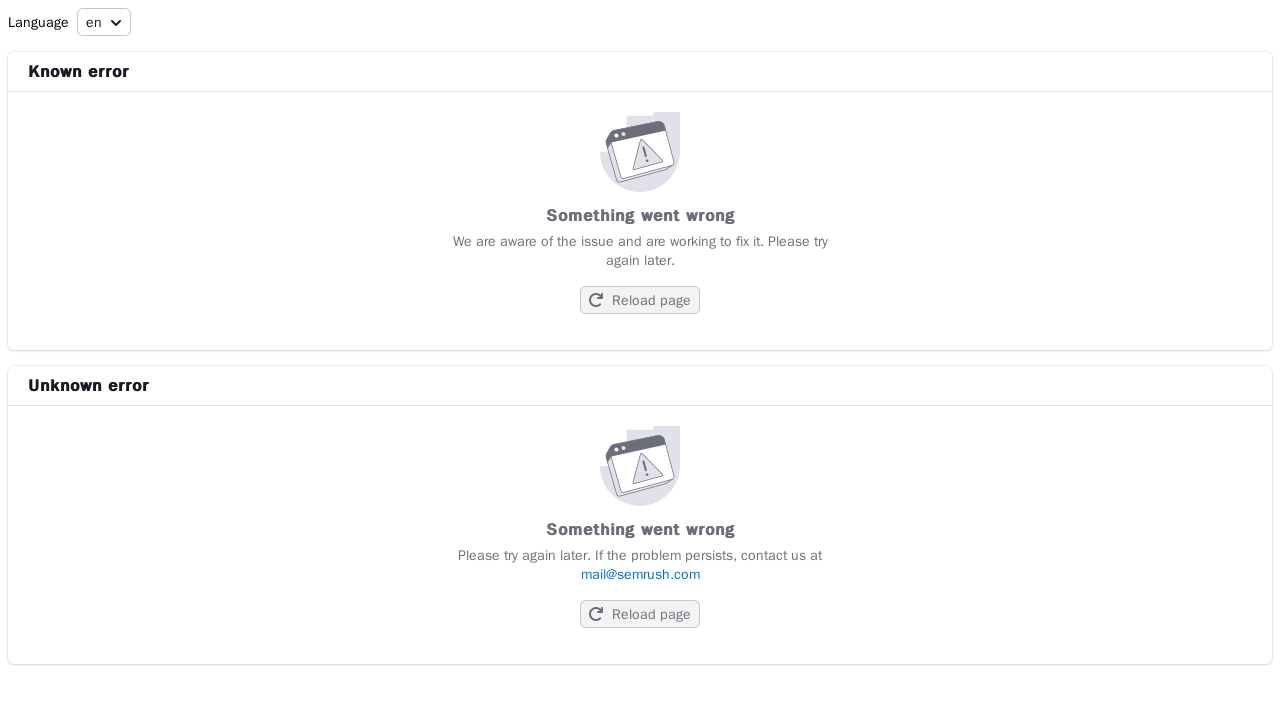 Language en
Known error
Something went wrong
We are aware of the issue and are working to fix it. Please try
again later.
Reload page
Unknown error
Something went wrong
Please try again later. If the problem persists, contact us at
mail@semrush.com
Reload page